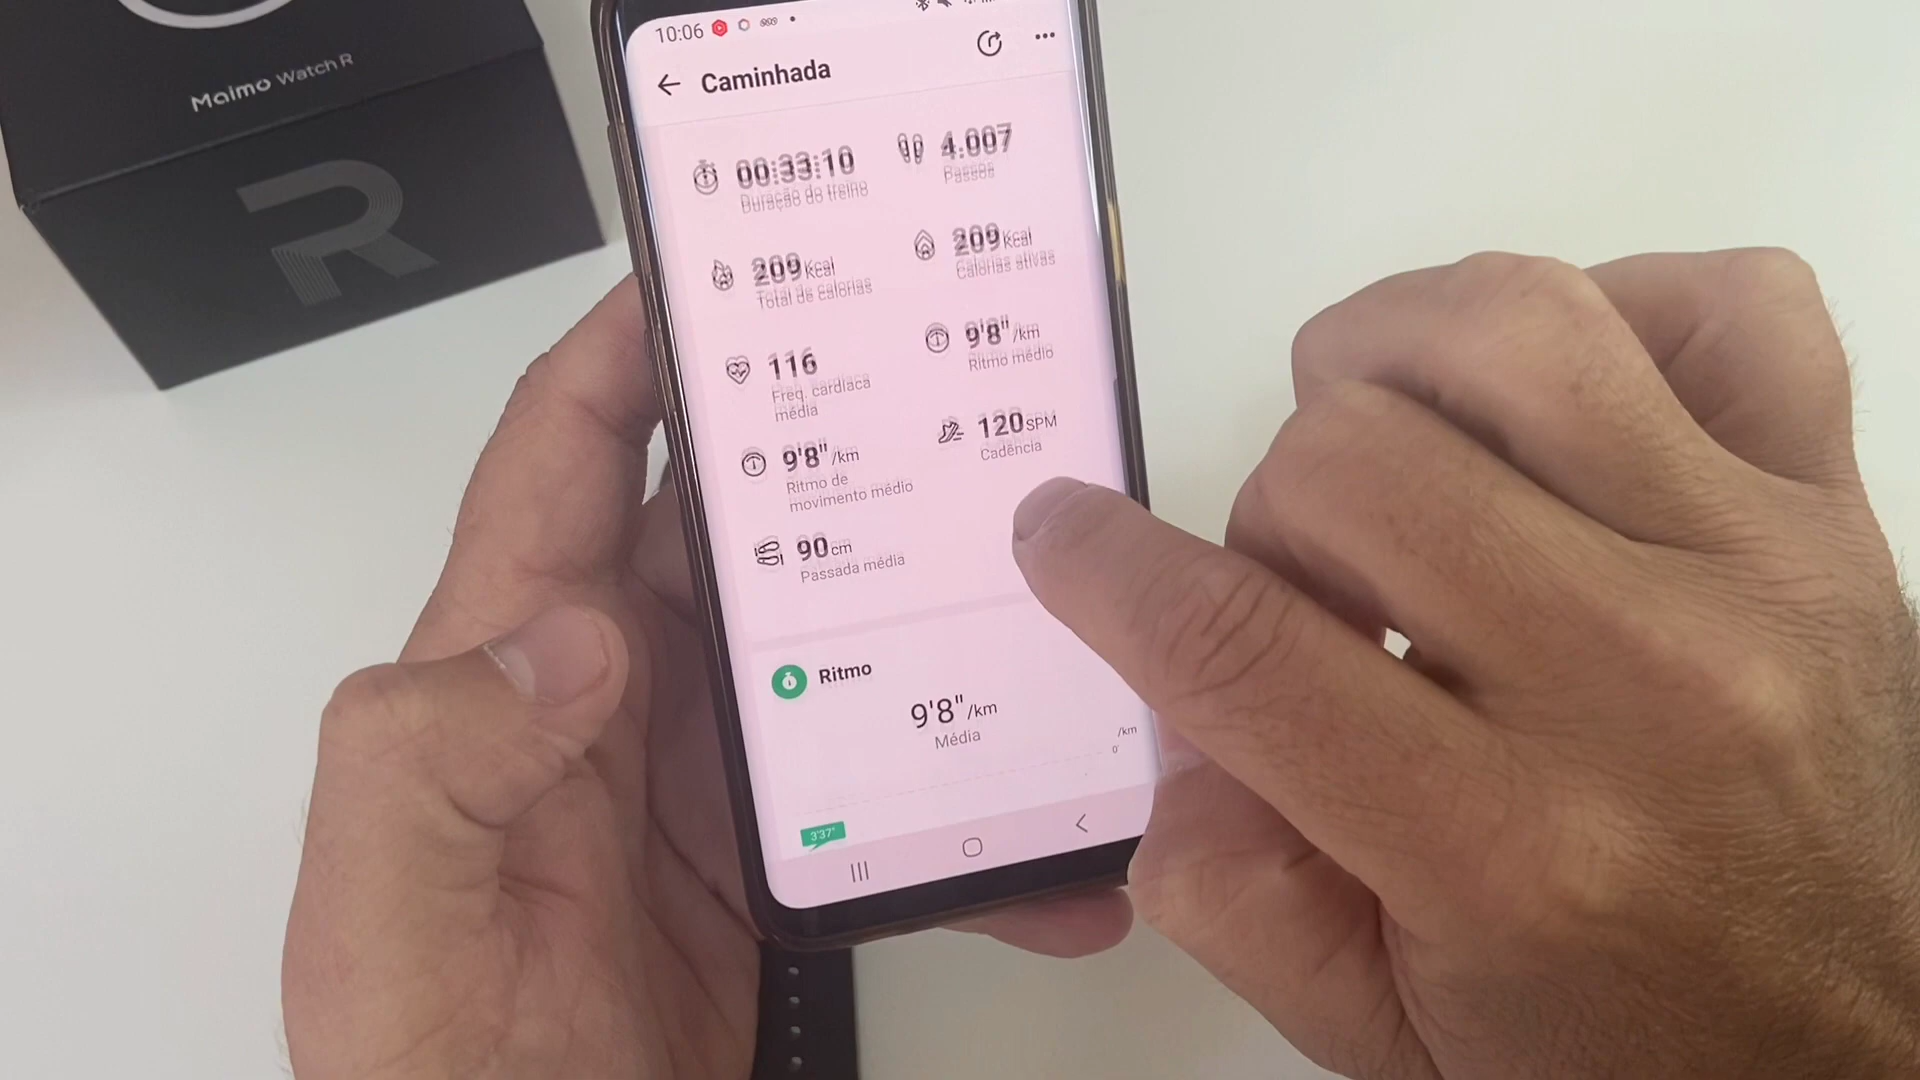 Maimo Watch R
R
10:06
Caminhada
00:33:10
Duração do treino
4.007
Passos
209 Kcal
Total de calorias
209 Kcal
Calorias ativas
116
Freq. cardíaca
média
9'8" /km
Ritmo médio
9'8" /km
Ritmo de
movimento médio
120 SPM
Cadência
90 cm
Passada média
Ritmo
9'8" /km
Média
/km
0'
3'37"